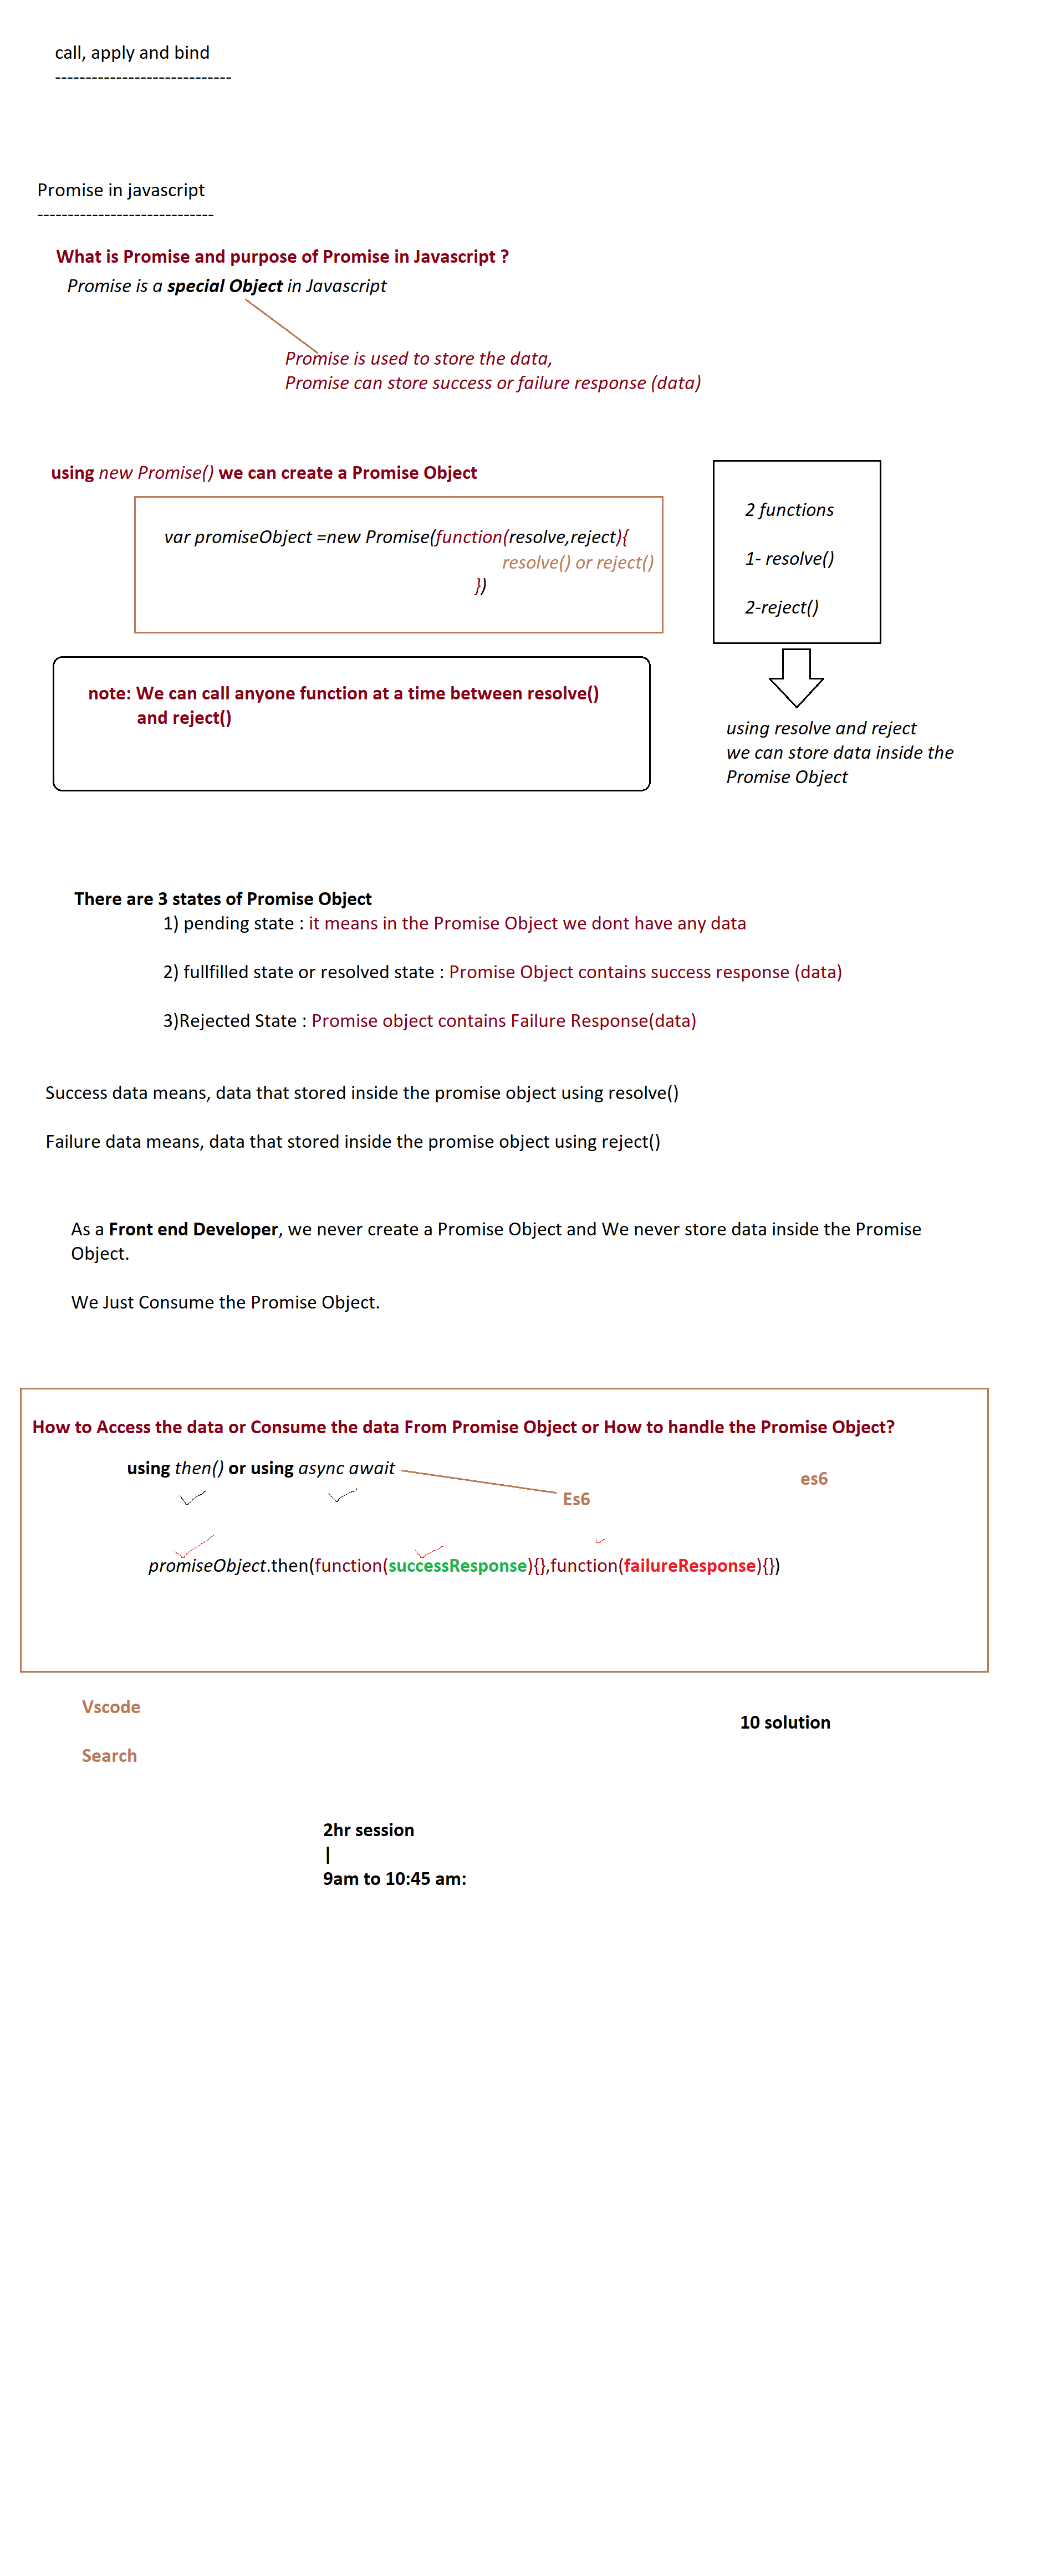 call, apply and bind
-----------------------------
Promise in javascript
-----------------------------
What is Promise and purpose of Promise in Javascript ?
Promise is a special Object in Javascript
Promise is used to store the data,
Promise can store success or failure response (data)
using new Promise() we can create a Promise Object
var promiseObject =new Promise(function(resolve,reject){
resolve() or reject()
})
2 functions
1- resolve()
2-reject()
note: We can call anyone function at a time between resolve()
and reject()
using resolve and reject
we can store data inside the
Promise Object
There are 3 states of Promise Object
1) pending state : it means in the Promise Object we dont have any data
2) fullfilled state or resolved state : Promise Object contains success response (data)
3)Rejected State : Promise object contains Failure Response(data)
Success data means, data that stored inside the promise object using resolve()
Failure data means, data that stored inside the promise object using reject()
As a Front end Developer, we never create a Promise Object and We never store data inside the Promise
Object.
We Just Consume the Promise Object.
How to Access the data or Consume the data From Promise Object or How to handle the Promise Object?
using then() or using async await
es6
Es6
promiseObject.then(function(successResponse){},function(failureResponse){})
Vscode
10 solution
Search
2hr session
|
9am to 10:45 am: